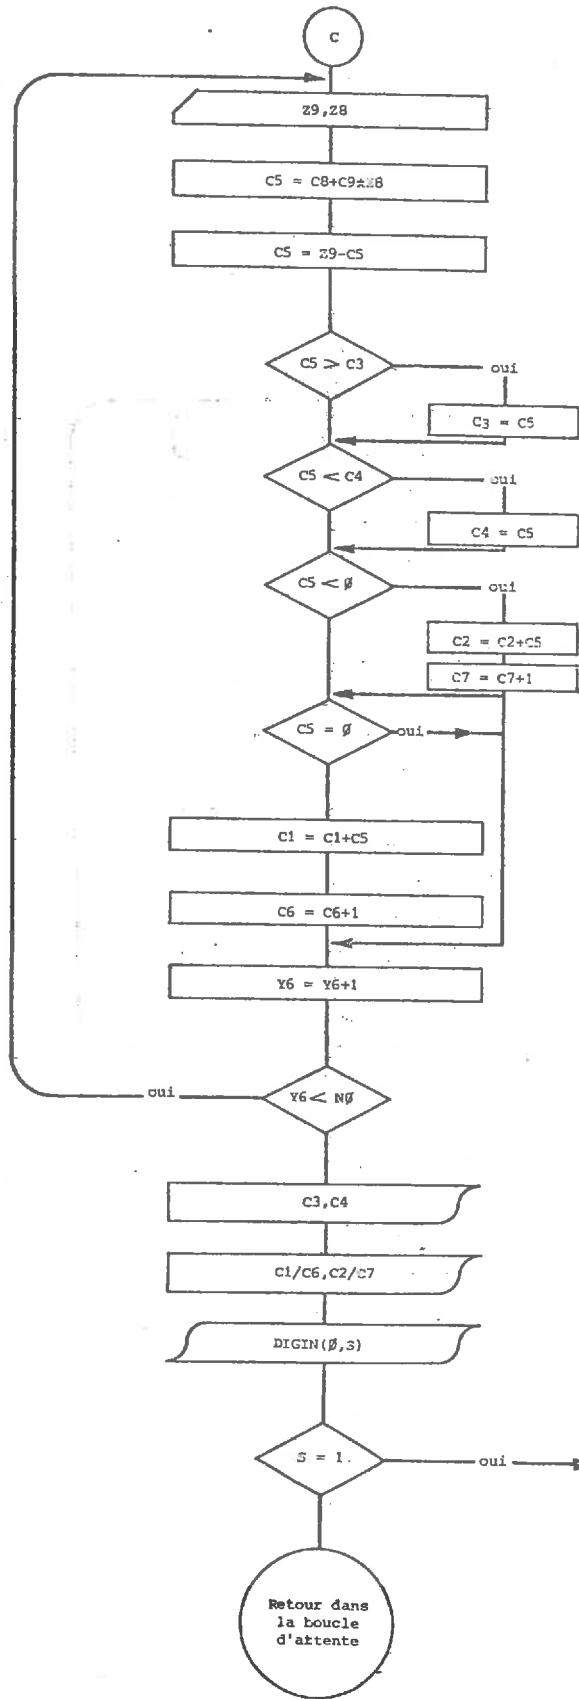 C
Z9,Z8
C5 = C8+C9*Z8
C5 = Z9-C5
C5 > C3
oui
C3 = C5
C5 < C4
oui
C4 = C5
C5 < Ø
oui
C2 = C2+C5
C7 = C7+1
C5 = Ø
oui
C1 = C1+C5
C6 = C6+1
Y6 = Y6+1
oui
Y6 < NØ
C3,C4
C1/C6,C2/C7
DIGIN(Ø,S)
S = 1
oui
Retour dans
la boucle
d'attente